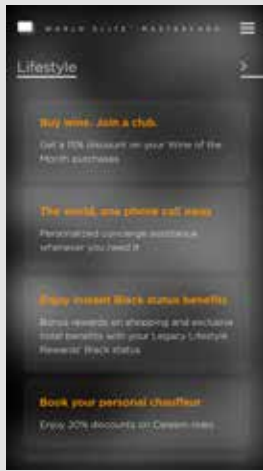 WORLD ELITE™ MASTERCARD
Lifestyle
Buy wine. Join a club.
Get a 15% discount on your Wine of the
Month purchases
The world, one phone call away
Personalized concierge assistance
whenever you need it
Enjoy instant Black status benefits
Bonus rewards on shopping and exclusive
hotel benefits with your Legacy Lifestyle
Rewards' Black status
Book your personal chauffeur
Enjoy 20% discounts on Careem rides